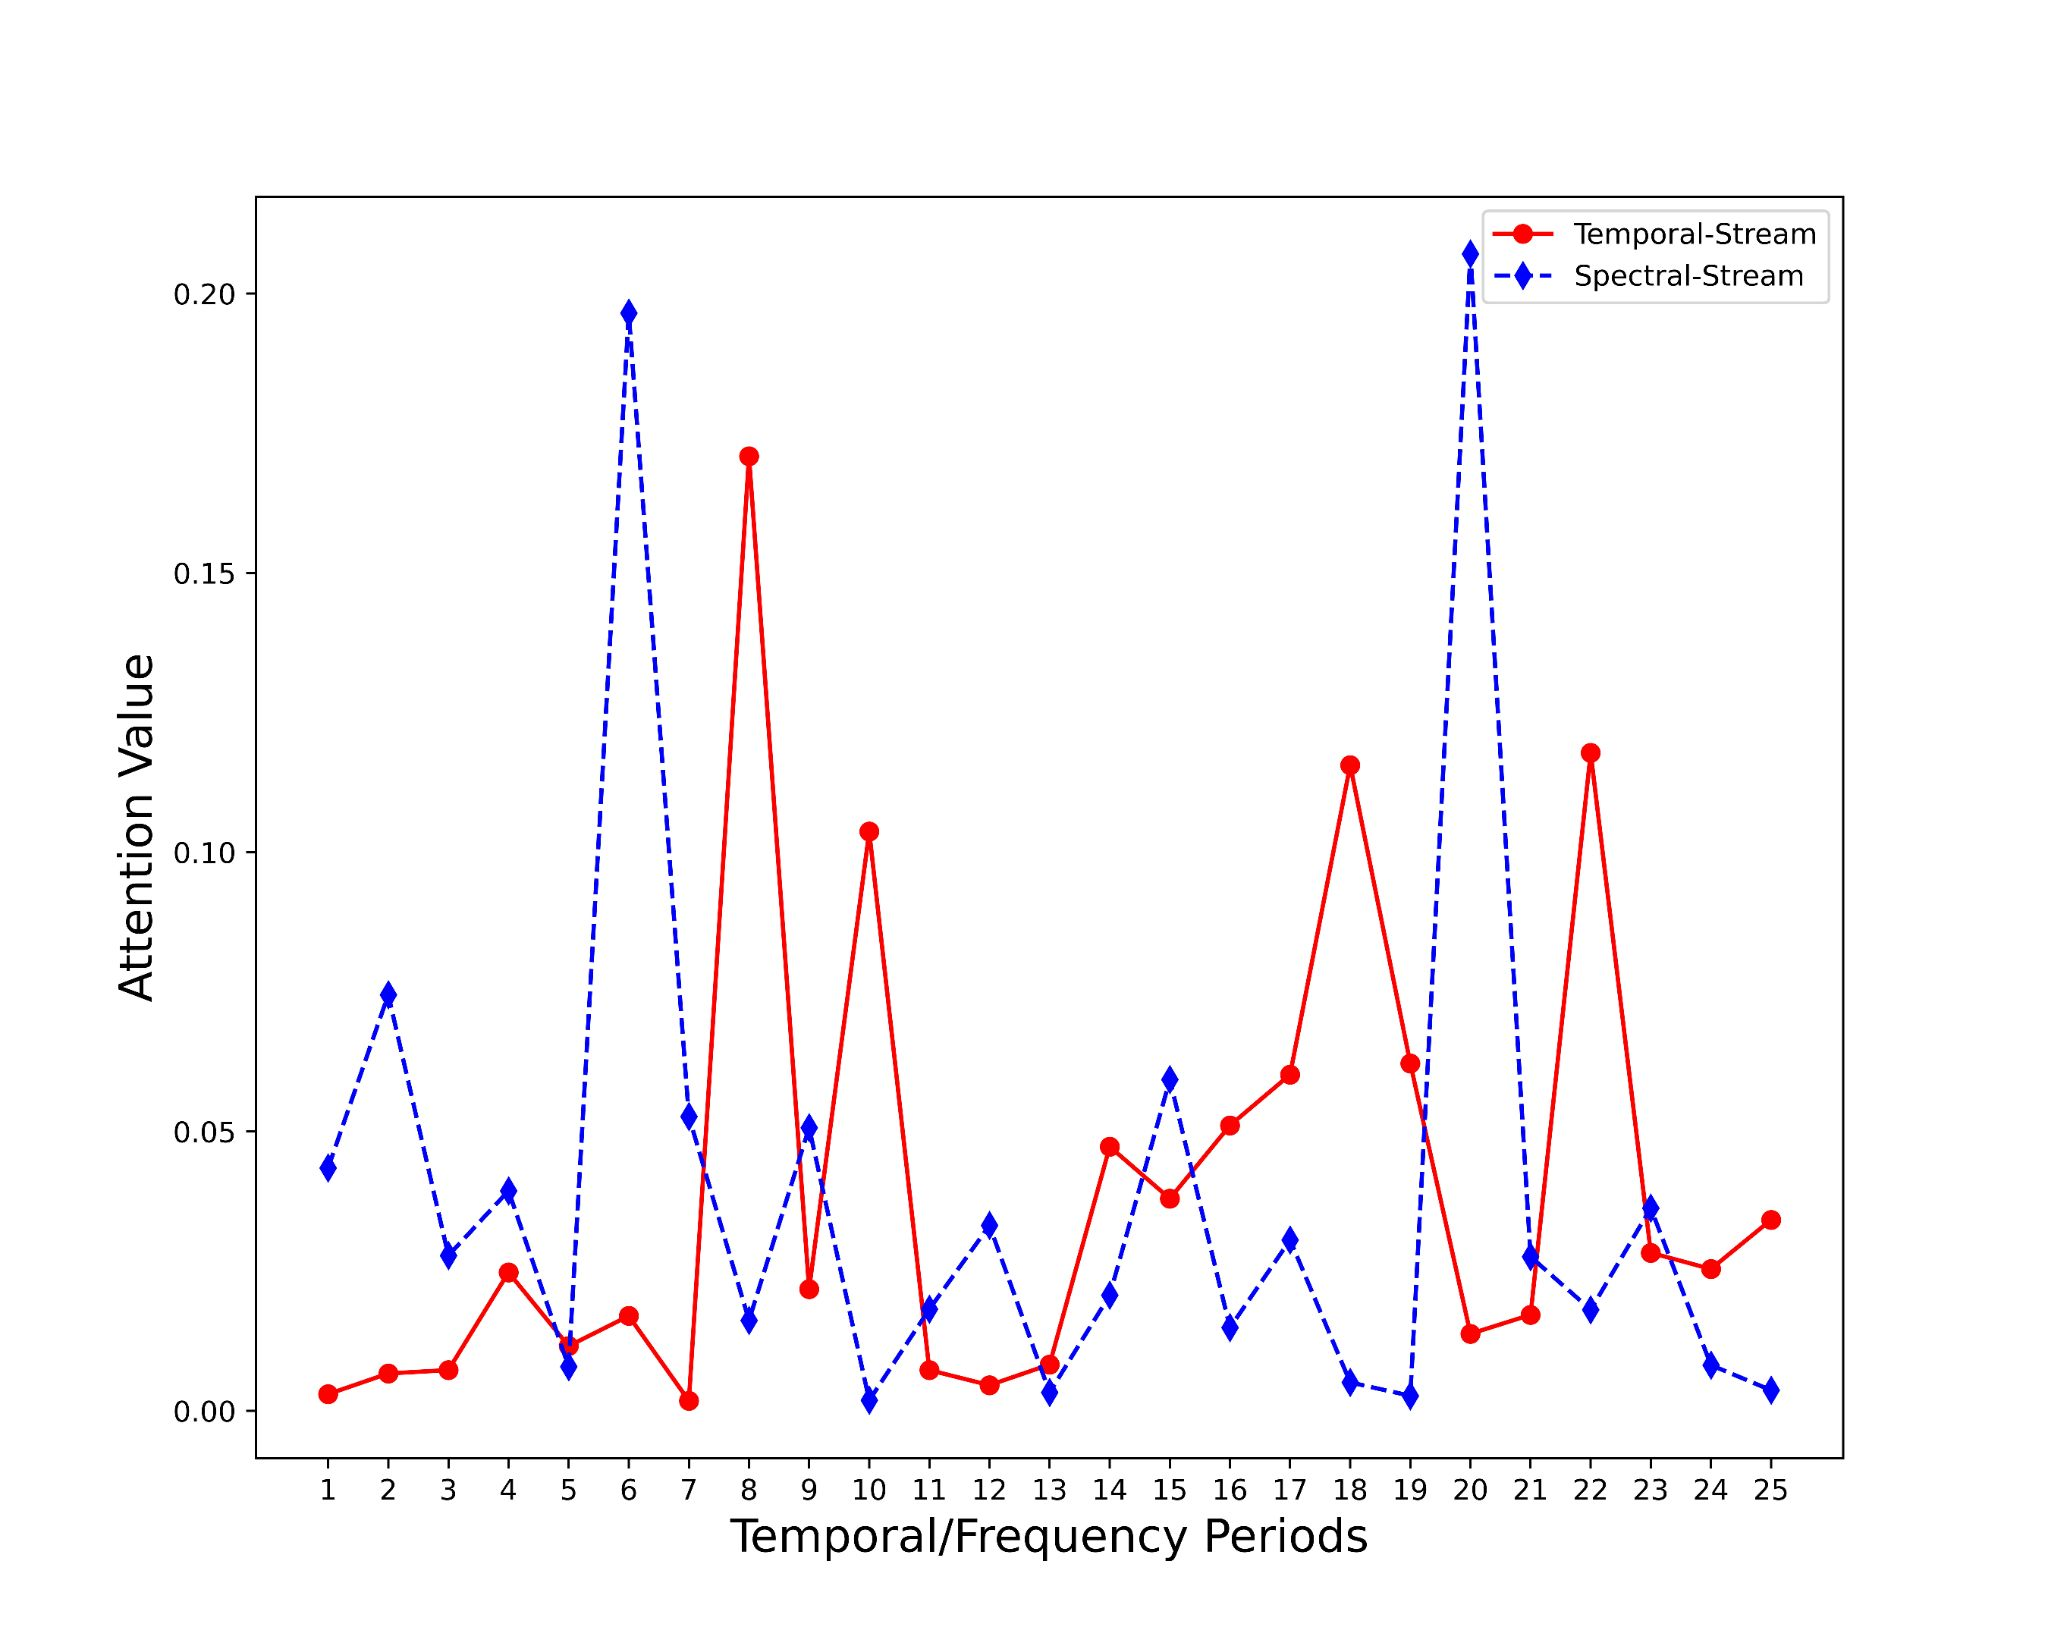 Temporal-Stream
Spectral-Stream
0.20
0.15
0.10
0.05
0.00
Attention Value
1 2 3 4 5 6 7 8 9 10 11 12 13 14 15 16 17 18 19 20 21 22 23 24 25
Temporal/Frequency Periods